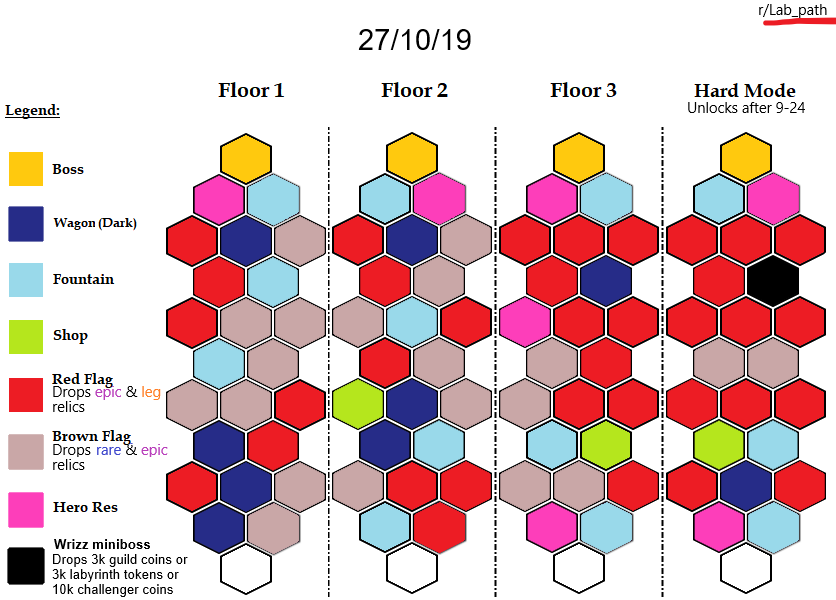 r/Lab_path
27/10/19
Floor 1
Floor 2
Floor 3
Hard Mode
Unlocks after 9-24
Legend:
Boss
Wagon (Dark)
Fountain
Shop
Red Flag
Drops epic & leg
relics
Brown Flag
Drops rare & epic
relics
Hero Res
Wrizz miniboss
Drops 3k guild coins or
3k labyrinth tokens or
10k challenger coins